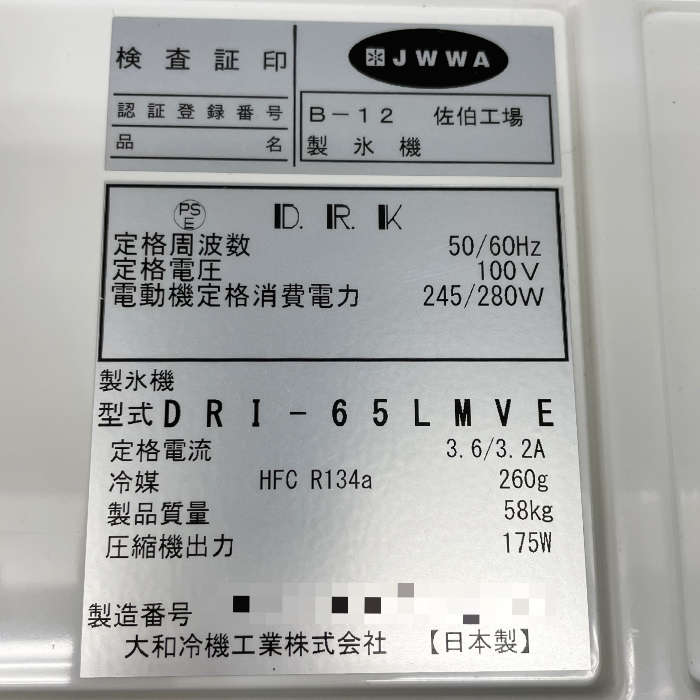 検査証印 JWWA
認証登録番号 B－12 佐伯工場
品名 製氷機
PSE D.R.K
定格周波数 50/60Hz
定格電圧 100V
電動機定格消費電力 245/280W
製氷機
型式 DRI-65LMVE
定格電流 3.6/3.2A
冷媒 HFC R134a 260g
製品質量 58kg
圧縮機出力 175W
製造番号
大和冷機工業株式会社 【日本製】